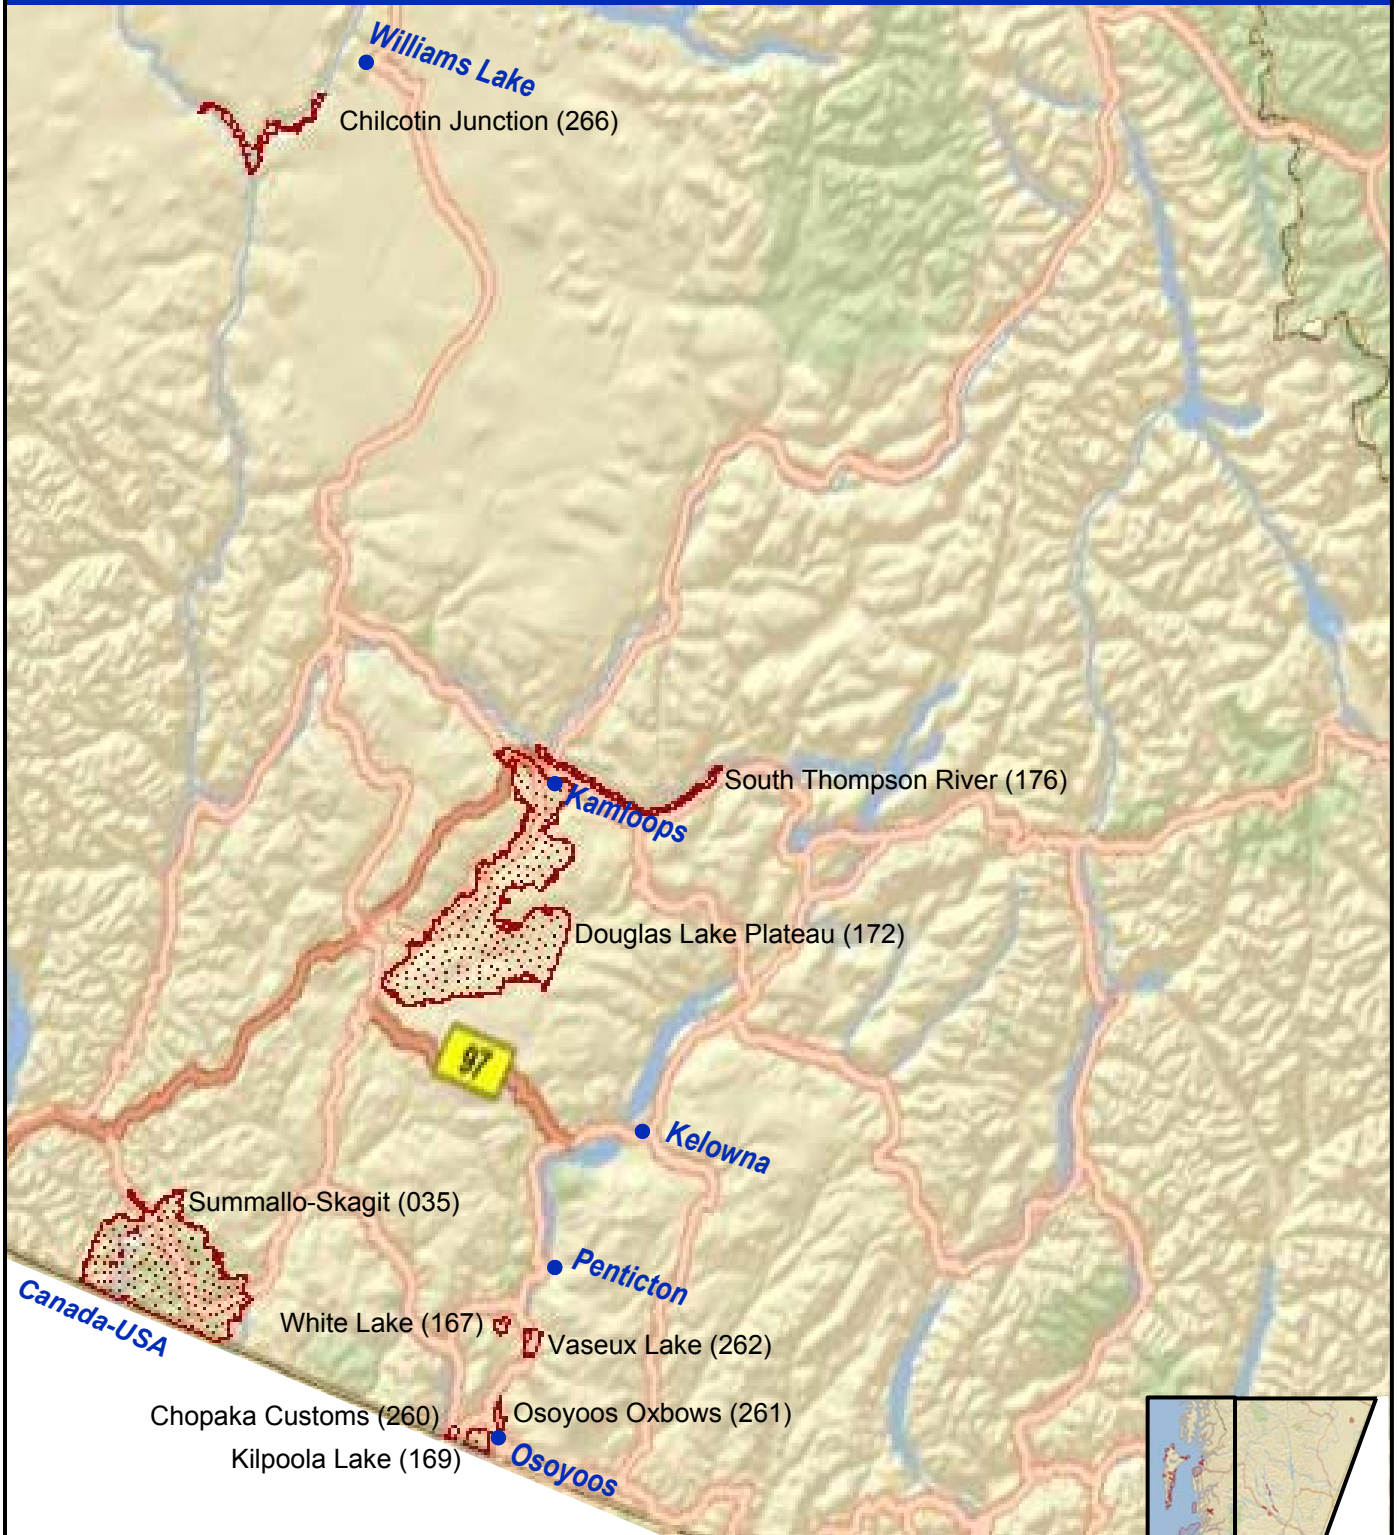 Williams Lake
Chilcotin Junction (266)
South Thompson River (176)
Kamloops
Douglas Lake Plateau (172)
97
Kelowna
Summallo-Skagit (035)
Penticton
Canada-USA
White Lake (167)
Vaseux Lake (262)
Chopaka Customs (260)
Osoyoos Oxbows (261)
Kilpoola Lake (169)
Osoyoos